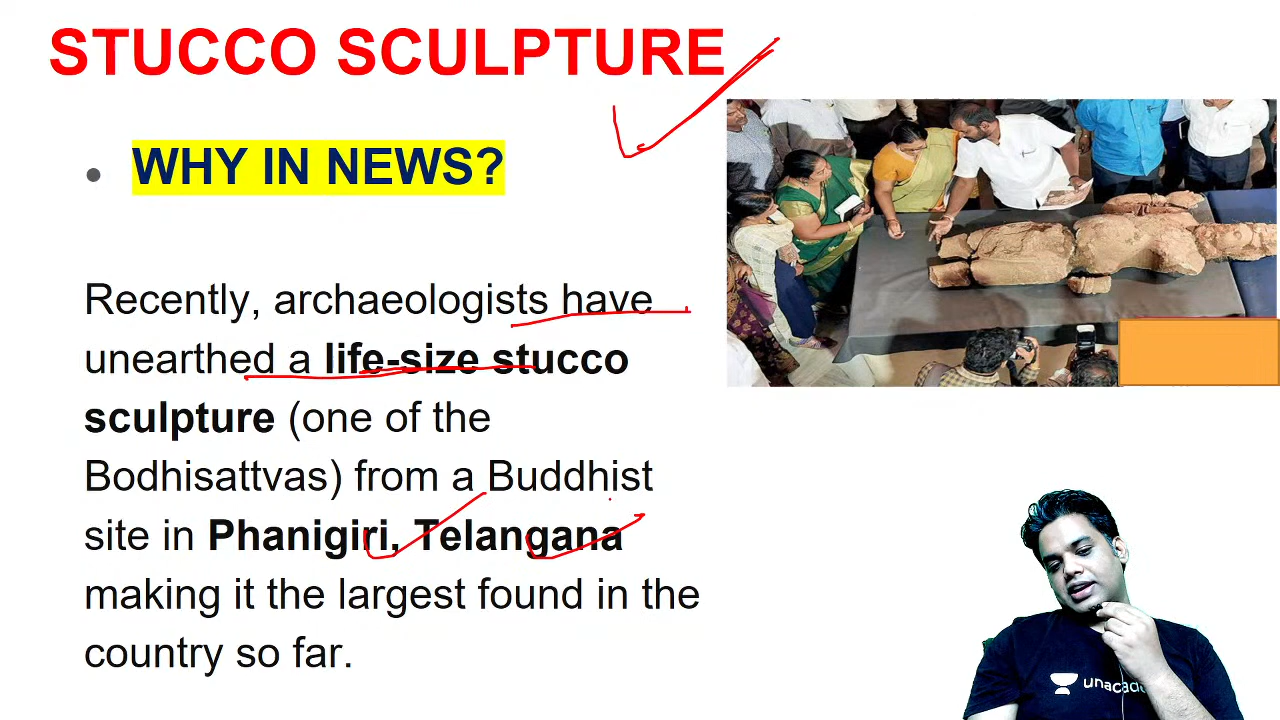 STUCCO SCULPTURE
• WHY IN NEWS?
Recently, archaeologists have
unearthed a life-size stucco
sculpture (one of the
Bodhisattvas) from a Buddhist
site in Phanigiri, Telangana
making it the largest found in the
country so far.